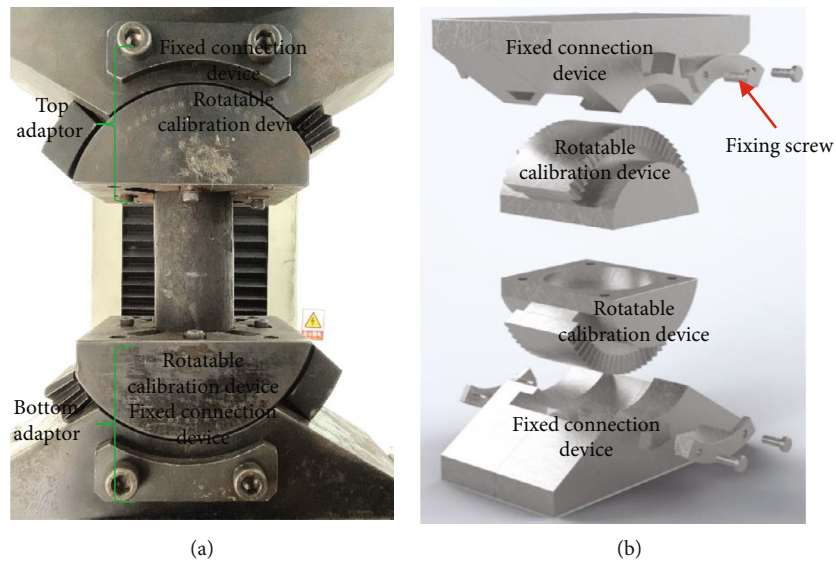 Fixed connection
device
Rotatable
calibration device
Top
adaptor
Rotatable
calibration device
Fixed connection
device
Bottom
adaptor
(a)
Fixed connection
device
Fixing screw
Rotatable
calibration device
Rotatable
calibration device
Fixed connection
device
(b)